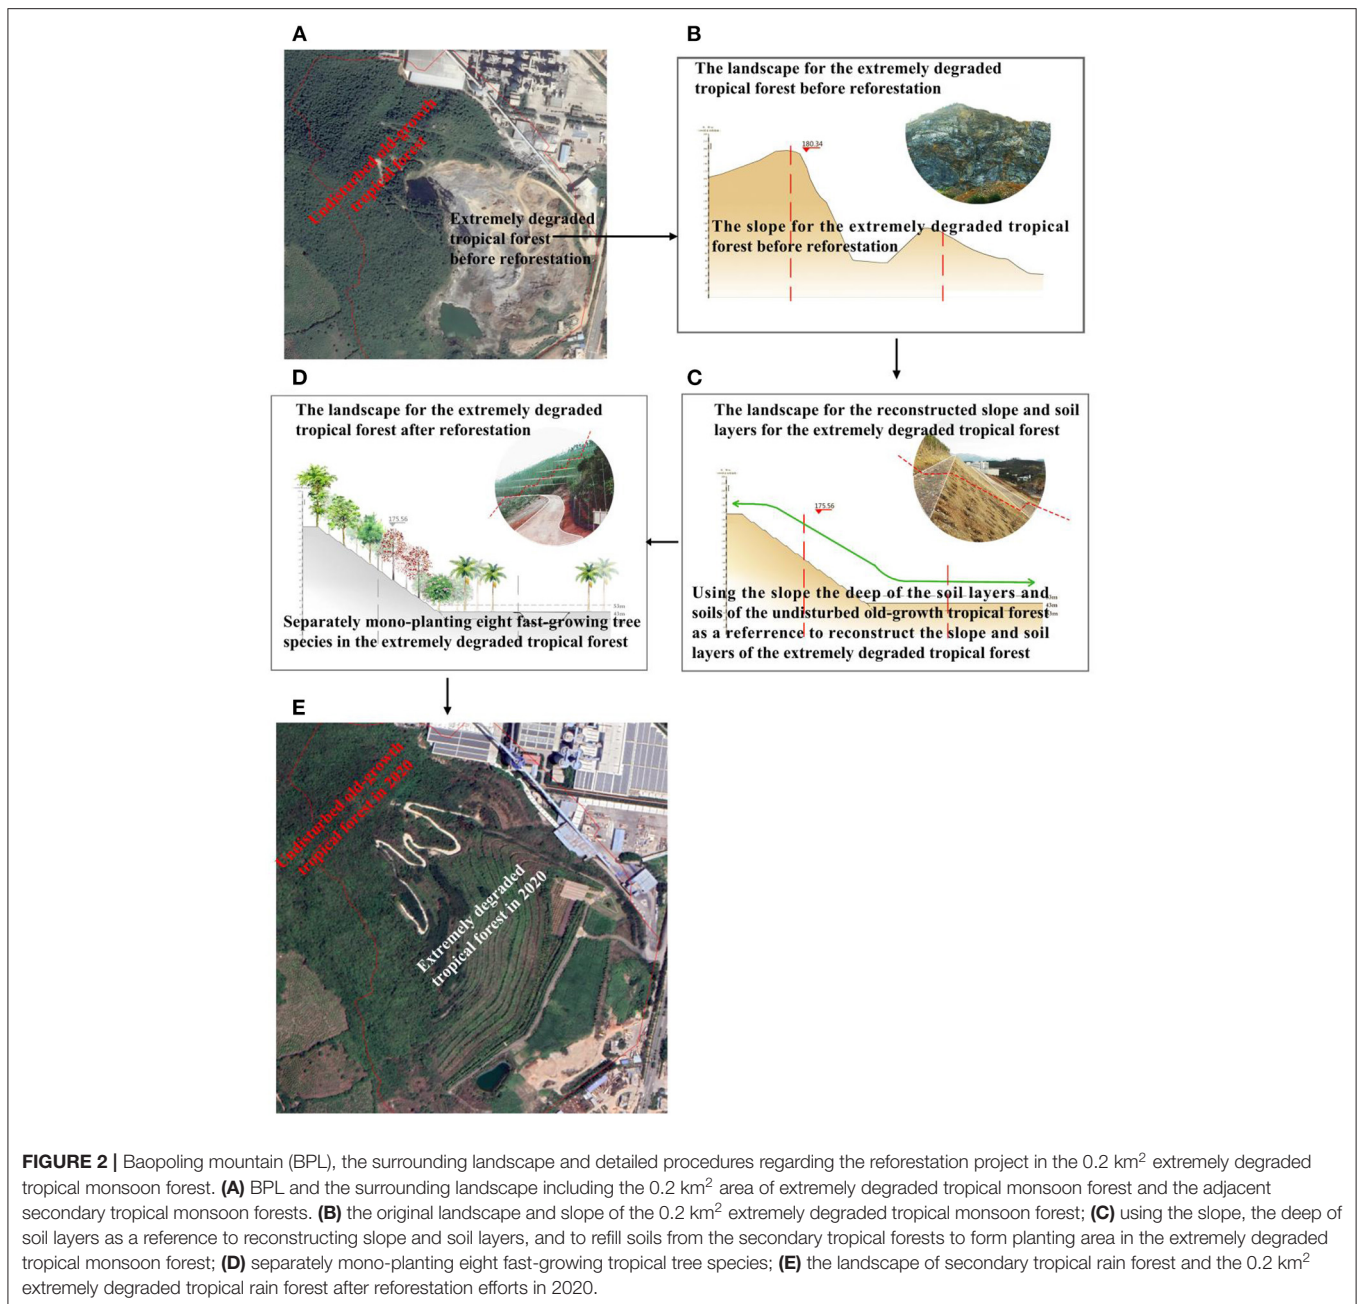 A
Undisturbed old-growth
tropical forest
Extremely degraded
tropical forest
before reforestation
B
The landscape for the extremely degraded
tropical forest before reforestation
180.34
The slope for the extremely degraded tropical
forest before reforestation
D
The landscape for the extremely degraded
tropical forest after reforestation
175.56
Separately mono-planting eight fast-growing tree
species in the extremely degraded tropical forest
C
The landscape for the reconstructed slope and soil
layers for the extremely degraded tropical forest
175.56
Using the slope the deep of the soil layers and
soils of the undisturbed old-growth tropical forest
as a referrence to reconstruct the slope and soil
layers of the extremely degraded tropical forest
E
Undisturbed old-growth
tropical forest in 2020
Extremely degraded
tropical forest in 2020
FIGURE 2 | Baopoling mountain (BPL), the surrounding landscape and detailed procedures regarding the reforestation project in the 0.2 km² extremely degraded
tropical monsoon forest. (A) BPL and the surrounding landscape including the 0.2 km² area of extremely degraded tropical monsoon forest and the adjacent
secondary tropical monsoon forests. (B) the original landscape and slope of the 0.2 km² extremely degraded tropical monsoon forest; (C) using the slope, the deep of
soil layers as a reference to reconstructing slope and soil layers, and to refill soils from the secondary tropical forests to form planting area in the extremely degraded
tropical monsoon forest; (D) separately mono-planting eight fast-growing tropical tree species; (E) the landscape of secondary tropical rain forest and the 0.2 km²
extremely degraded tropical rain forest after reforestation efforts in 2020.